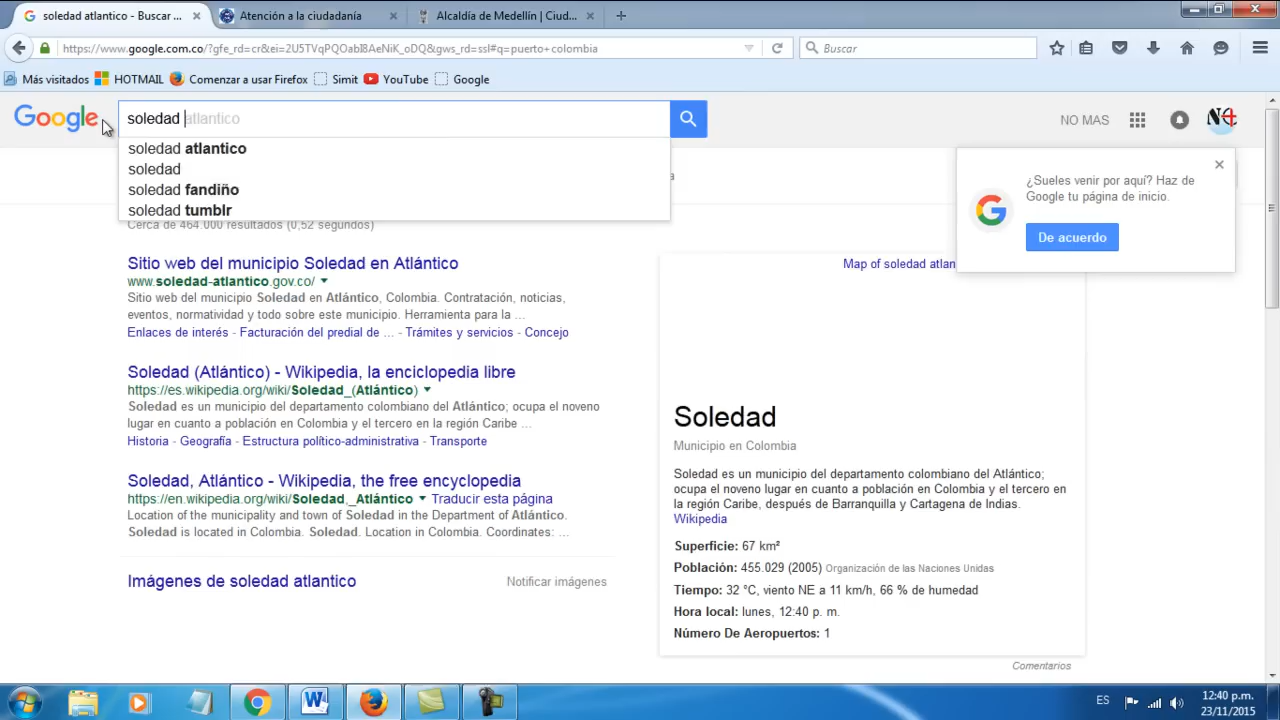 soledad atlantico - Buscar ...
Atención a la ciudadanía
Alcaldía de Medellín | Ciud...
https://www.google.com.co/?gfe_rd=cr&ei=2U5TVqPQOabI8AeNiK_oDQ&gws_rd=ssl#q=puerto+colombia
Buscar
Más visitados
HOTMAIL
Comenzar a usar Firefox
Simit
YouTube
Google
Google
soledad atlantico
NO MAS
soledad atlantico
soledad
soledad fandiño
soledad tumblr
¿Sueles venir por aquí? Haz de
Google tu página de inicio.
De acuerdo
Cerca de 464.000 resultados (0,52 segundos)
Sitio web del municipio Soledad en Atlántico
www.soledad-atlantico.gov.co/
Sitio web del municipio Soledad en Atlántico, Colombia. Contratación, noticias,
eventos, normatividad y todo sobre este municipio. Herramienta para la ...
Enlaces de interés - Facturación del predial de ... - Trámites y servicios - Concejo
Soledad (Atlántico) - Wikipedia, la enciclopedia libre
https://es.wikipedia.org/wiki/Soledad_(Atlántico)
Soledad es un municipio del departamento colombiano del Atlántico; ocupa el noveno
lugar en cuanto a población en Colombia y el tercero en la región Caribe ...
Historia - Geografía - Estructura político-administrativa - Transporte
Soledad, Atlántico - Wikipedia, the free encyclopedia
https://en.wikipedia.org/wiki/Soledad,_Atlántico
Traducir esta página
Location of the municipality and town of Soledad in the Department of Atlántico.
Soledad is located in Colombia. Soledad. Location in Colombia. Coordinates: ...
Imágenes de soledad atlantico
Notificar imágenes
Map of soledad atlan
Soledad
Municipio en Colombia
Soledad es un municipio del departamento colombiano del Atlántico;
ocupa el noveno lugar en cuanto a población en Colombia y el tercero en
la región Caribe, después de Barranquilla y Cartagena de Indias.
Wikipedia
Superficie: 67 km²
Población: 455.029 (2005) Organización de las Naciones Unidas
Tiempo: 32 °C, viento NE a 11 km/h, 66 % de humedad
Hora local: lunes, 12:40 p. m.
Número De Aeropuertos: 1
Comentarios
ES
12:40 p.m.
23/11/2015